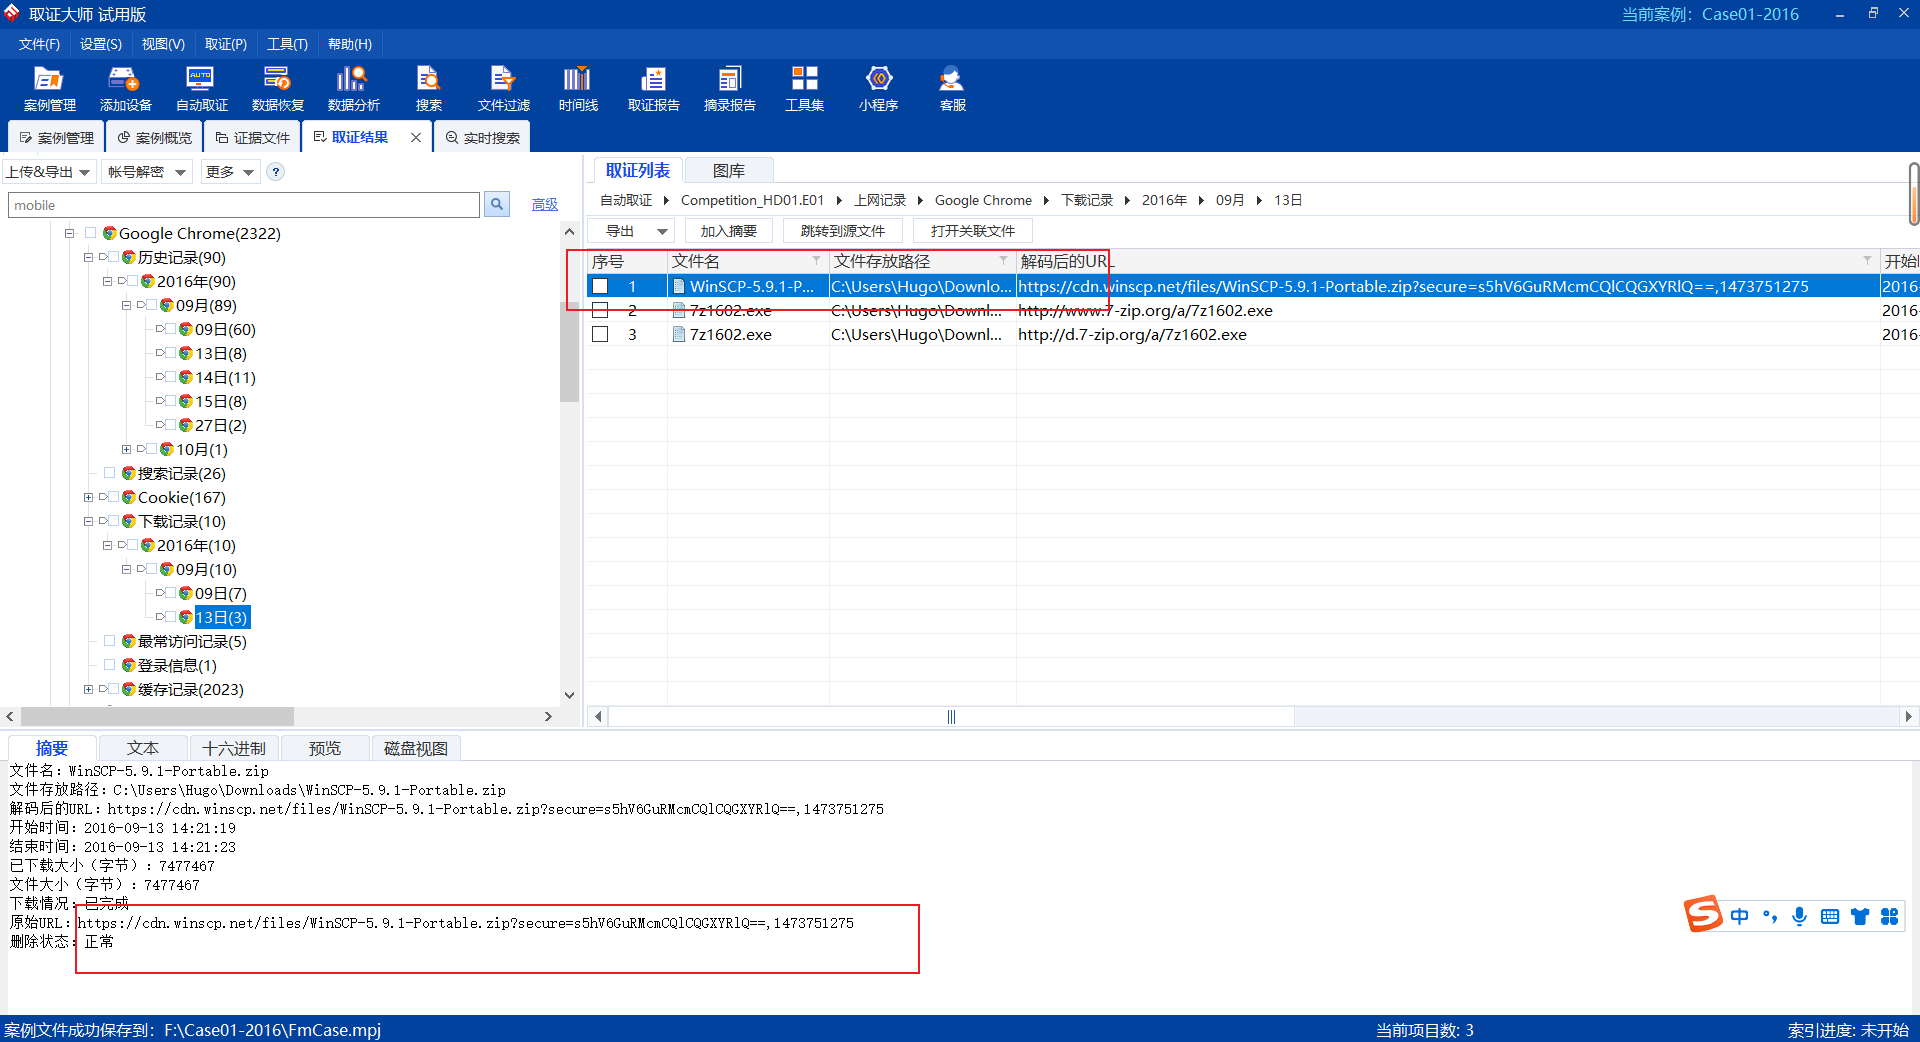 取证大师 试用版
当前案例: Case01-2016
文件(F) 设置(S) 视图(V) 取证(P) 工具(T) 帮助(H)
案例管理 添加设备 自动取证 数据恢复 数据分析 搜索 文件过滤 时间线 取证报告 摘录报告 工具集 小程序 客服
案例管理 案例概览 证据文件 取证结果 实时搜索
上传&导出 帐号解密 更多 ?
mobile 高级
Google Chrome(2322)
历史记录(90)
2016年(90)
09月(89)
09日(60)
13日(8)
14日(11)
15日(8)
27日(2)
10月(1)
搜索记录(26)
Cookie(167)
下载记录(10)
2016年(10)
09月(10)
09日(7)
13日(3)
最常访问记录(5)
登录信息(1)
缓存记录(2023)
取证列表 图库
自动取证 Competition_HD01.E01 上网记录 Google Chrome 下载记录 2016年 09月 13日
导出 加入摘要 跳转到源文件 打开关联文件
序号 文件名 文件存放路径 解码后的URL 开始
1 WinSCP-5.9.1-P... C:\Users\Hugo\Downlo... https://cdn.winscp.net/files/WinSCP-5.9.1-Portable.zip?secure=s5hV6GuRMcmCQlCQGXYRlQ==,1473751275 2016-
2 7z1602.exe C:\Users\Hugo\Downl... http://www.7-zip.org/a/7z1602.exe 2016-
3 7z1602.exe C:\Users\Hugo\Downl... http://d.7-zip.org/a/7z1602.exe 2016-
摘要 文本 十六进制 预览 磁盘视图
文件名: WinSCP-5.9.1-Portable.zip
文件存放路径: C:\Users\Hugo\Downloads\WinSCP-5.9.1-Portable.zip
解码后的URL: https://cdn.winscp.net/files/WinSCP-5.9.1-Portable.zip?secure=s5hV6GuRMcmCQlCQGXYRlQ==,1473751275
开始时间: 2016-09-13 14:21:19
结束时间: 2016-09-13 14:21:23
已下载大小（字节）: 7477467
文件大小（字节）: 7477467
下载情况: 已完成
原始URL: https://cdn.winscp.net/files/WinSCP-5.9.1-Portable.zip?secure=s5hV6GuRMcmCQlCQGXYRlQ==,1473751275
删除状态: 正常
中
案例文件成功保存到: F:\Case01-2016\FmCase.mpj
当前项目数: 3
索引进度: 未开始